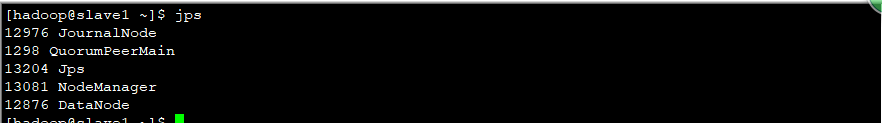 [hadoop@slave1 ~]$ jps
12976 JournalNode
1298 QuorumPeerMain
13204 Jps
13081 NodeManager
12876 DataNode
[hadoop@slave1 ~]$